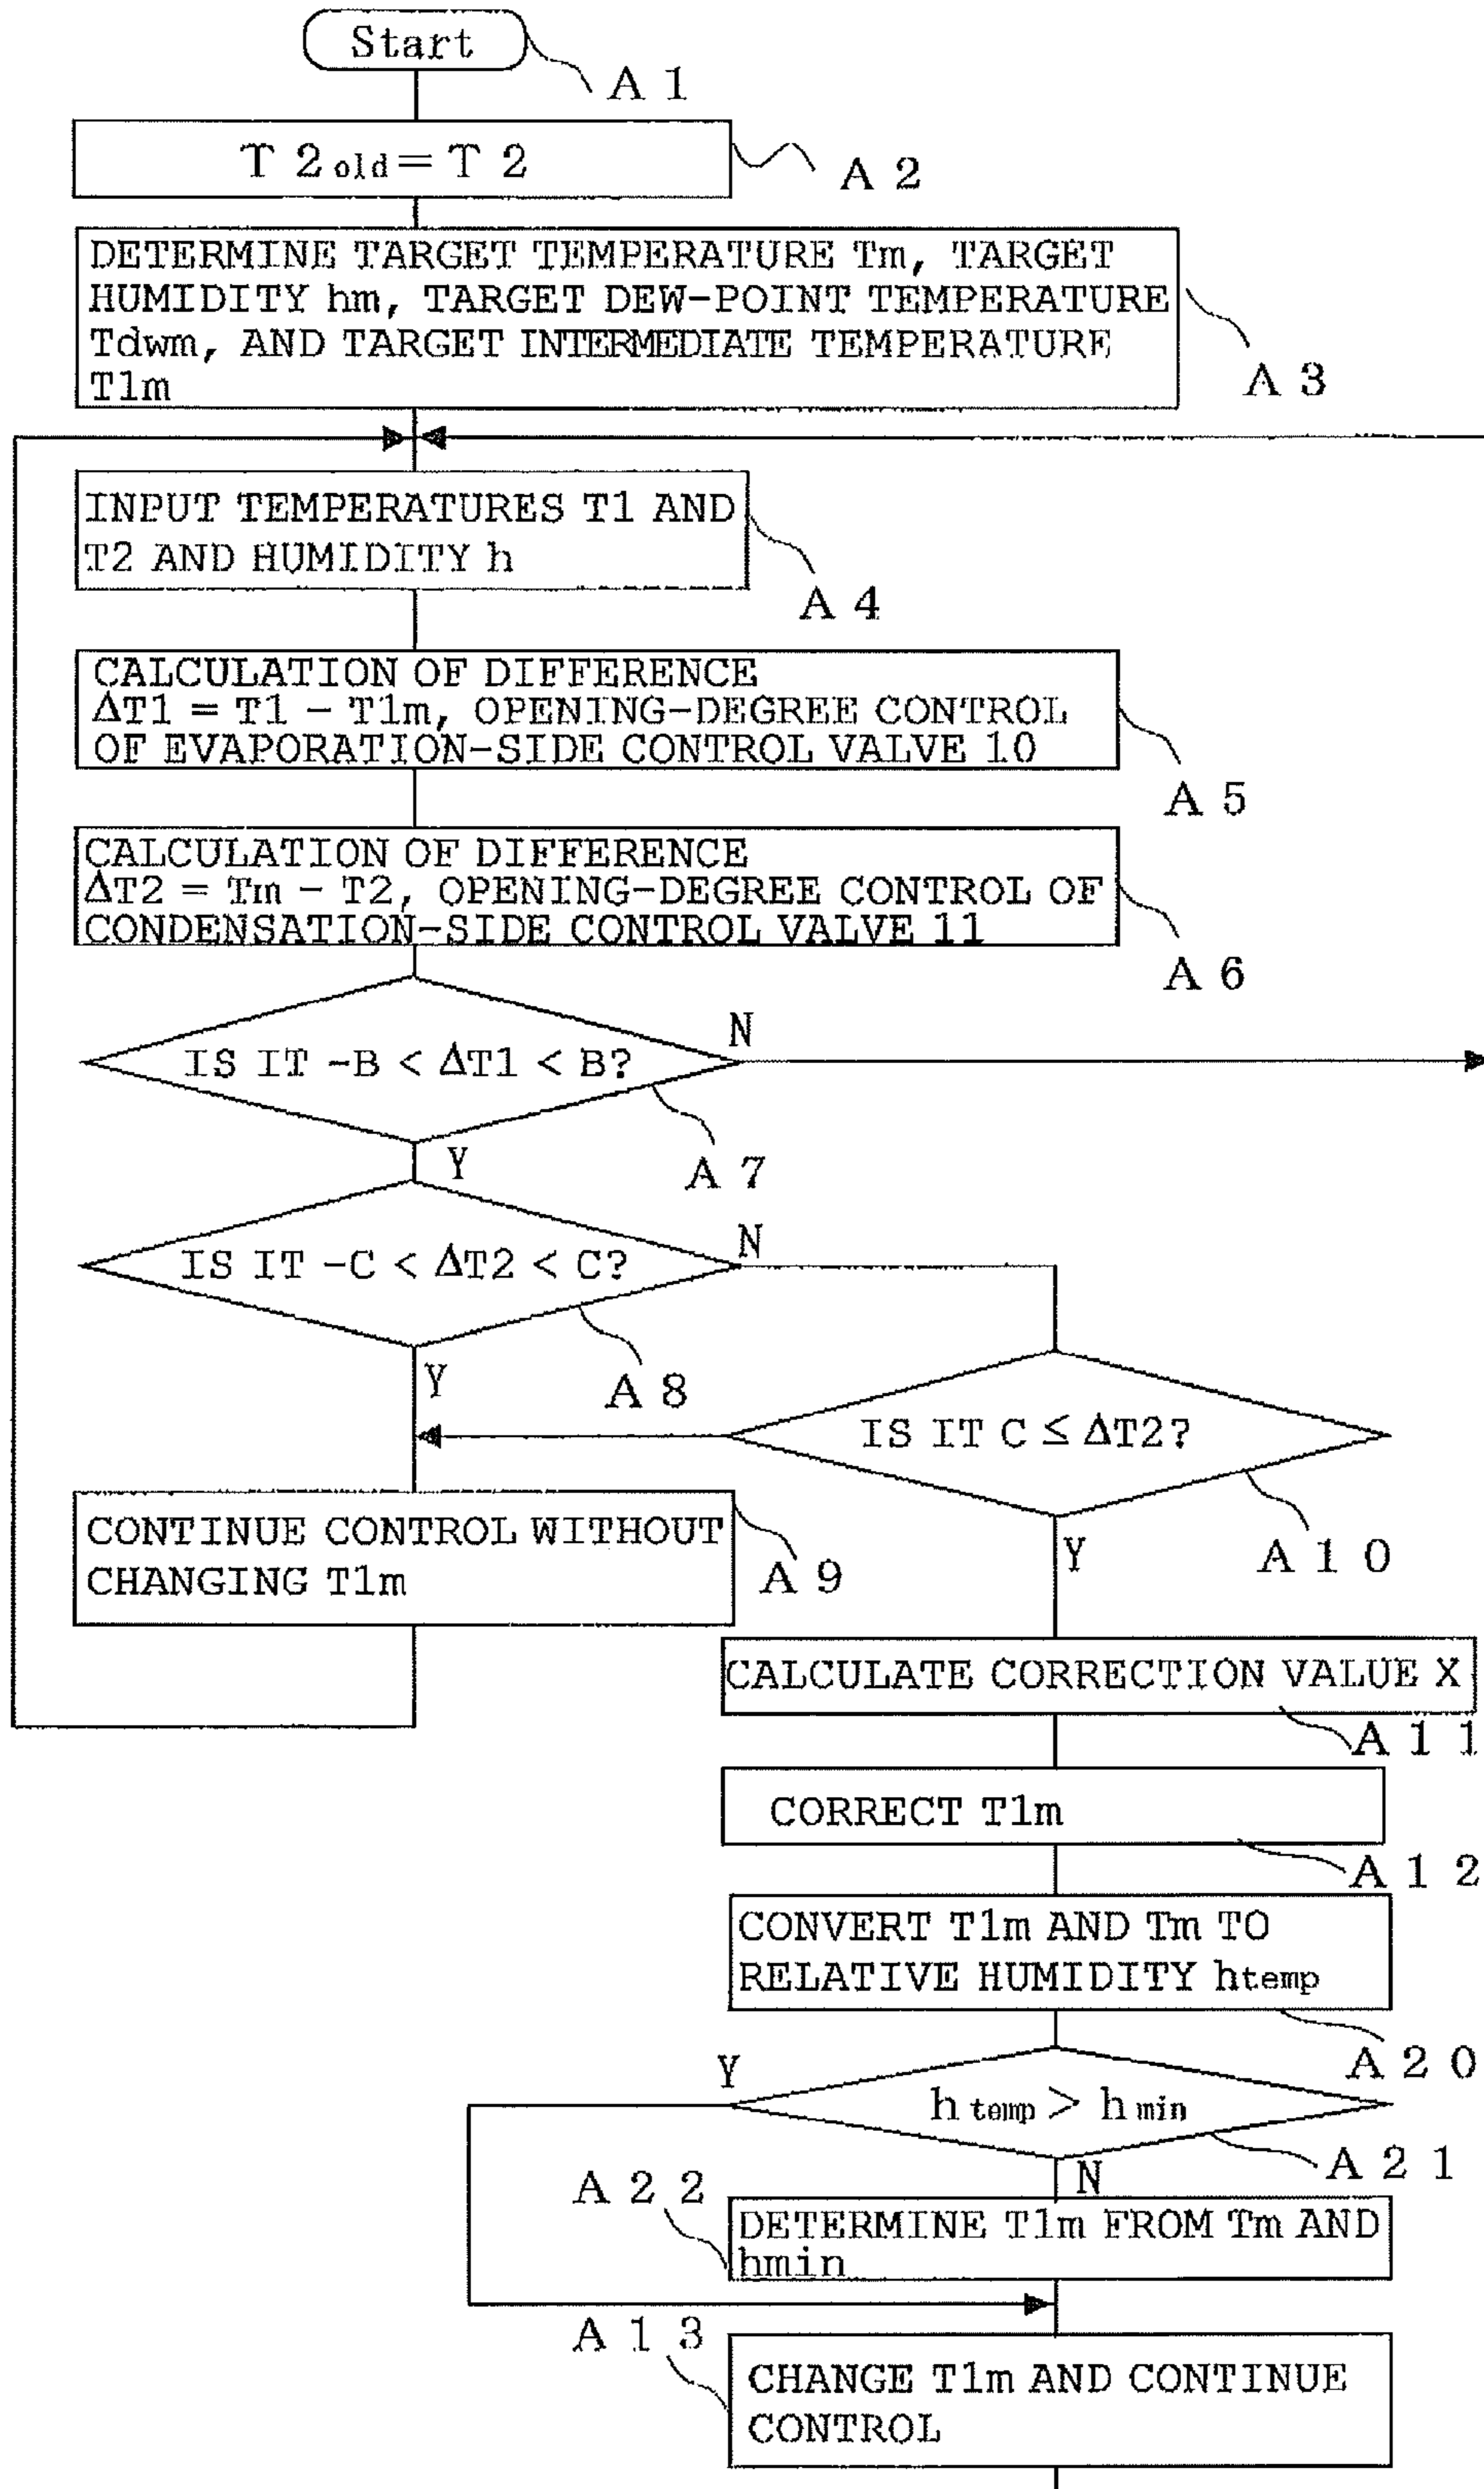 Start
A 1
T 2 old = T 2
A 2
DETERMINE TARGET TEMPERATURE Tm, TARGET
HUMIDITY hm, TARGET DEW-POINT TEMPERATURE
Tdwm, AND TARGET INTERMEDIATE TEMPERATURE
T1m
A 3
INPUT TEMPERATURES T1 AND
T2 AND HUMIDITY h
A 4
CALCULATION OF DIFFERENCE
ΔT1 = T1 - T1m, OPENING-DEGREE CONTROL
OF EVAPORATION-SIDE CONTROL VALVE 10
A 5
CALCULATION OF DIFFERENCE
ΔT2 = Tm - T2, OPENING-DEGREE CONTROL OF
CONDENSATION-SIDE CONTROL VALVE 11
A 6
IS IT -B < ΔT1 < B?
N
A 7
Y
IS IT -C < ΔT2 < C?
N
A 8
Y
IS IT C ≤ ΔT2?
A 1 0
Y
CONTINUE CONTROL WITHOUT
CHANGING T1m
A 9
CALCULATE CORRECTION VALUE X
A 1 1
CORRECT T1m
A 1 2
CONVERT T1m AND Tm TO
RELATIVE HUMIDITY htemp
A 2 0
Y
h temp > h min
A 2 1
N
A 2 2
DETERMINE T1m FROM Tm AND
hmin
A 1 3
CHANGE T1m AND CONTINUE
CONTROL